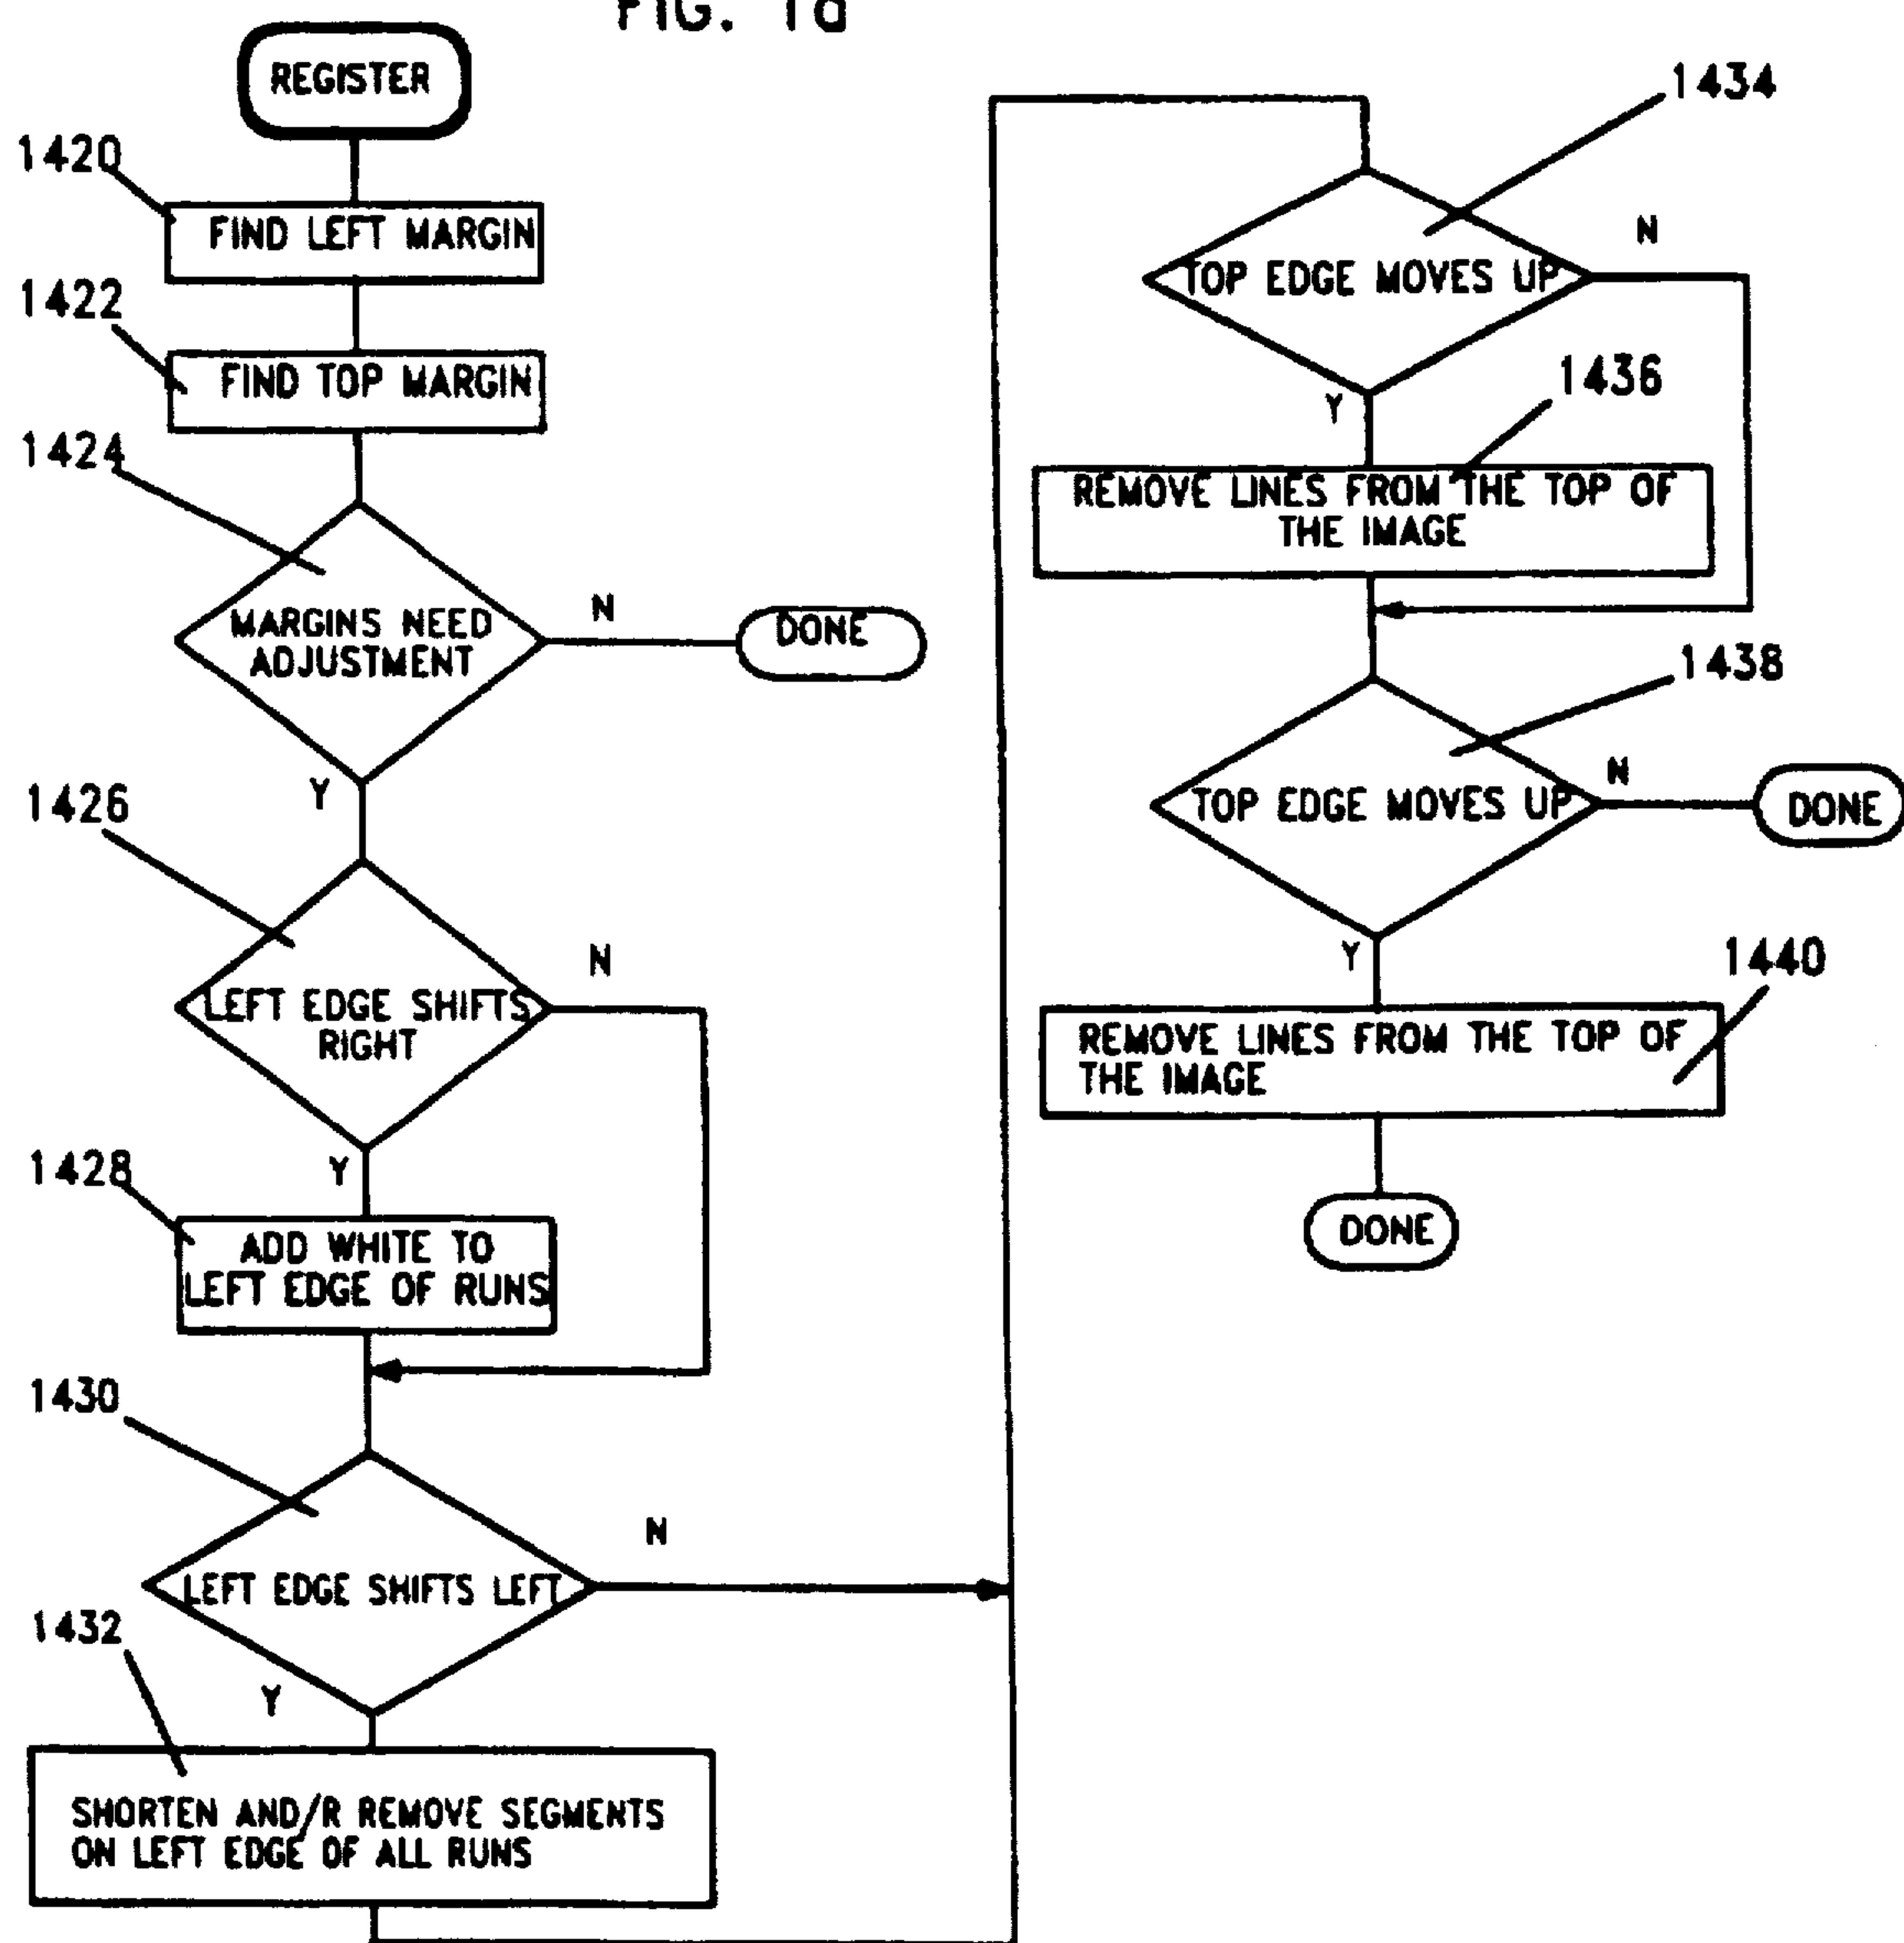 FIG. 1d
REGISTER
1420
FIND LEFT MARGIN
1422
FIND TOP MARGIN
1424
MARGINS NEED
ADJUSTMENT
N
DONE
Y
1426
LEFT EDGE SHIFTS
RIGHT
N
Y
1428
ADD WHITE TO
LEFT EDGE OF RUNS
1430
LEFT EDGE SHIFTS LEFT
N
1432
Y
SHORTEN AND/R REMOVE SEGMENTS
ON LEFT EDGE OF ALL RUNS
1434
TOP EDGE MOVES UP
N
Y
1436
REMOVE LINES FROM THE TOP OF
THE IMAGE
1438
TOP EDGE MOVES UP
N
DONE
Y
1440
REMOVE LINES FROM THE TOP OF
THE IMAGE
DONE